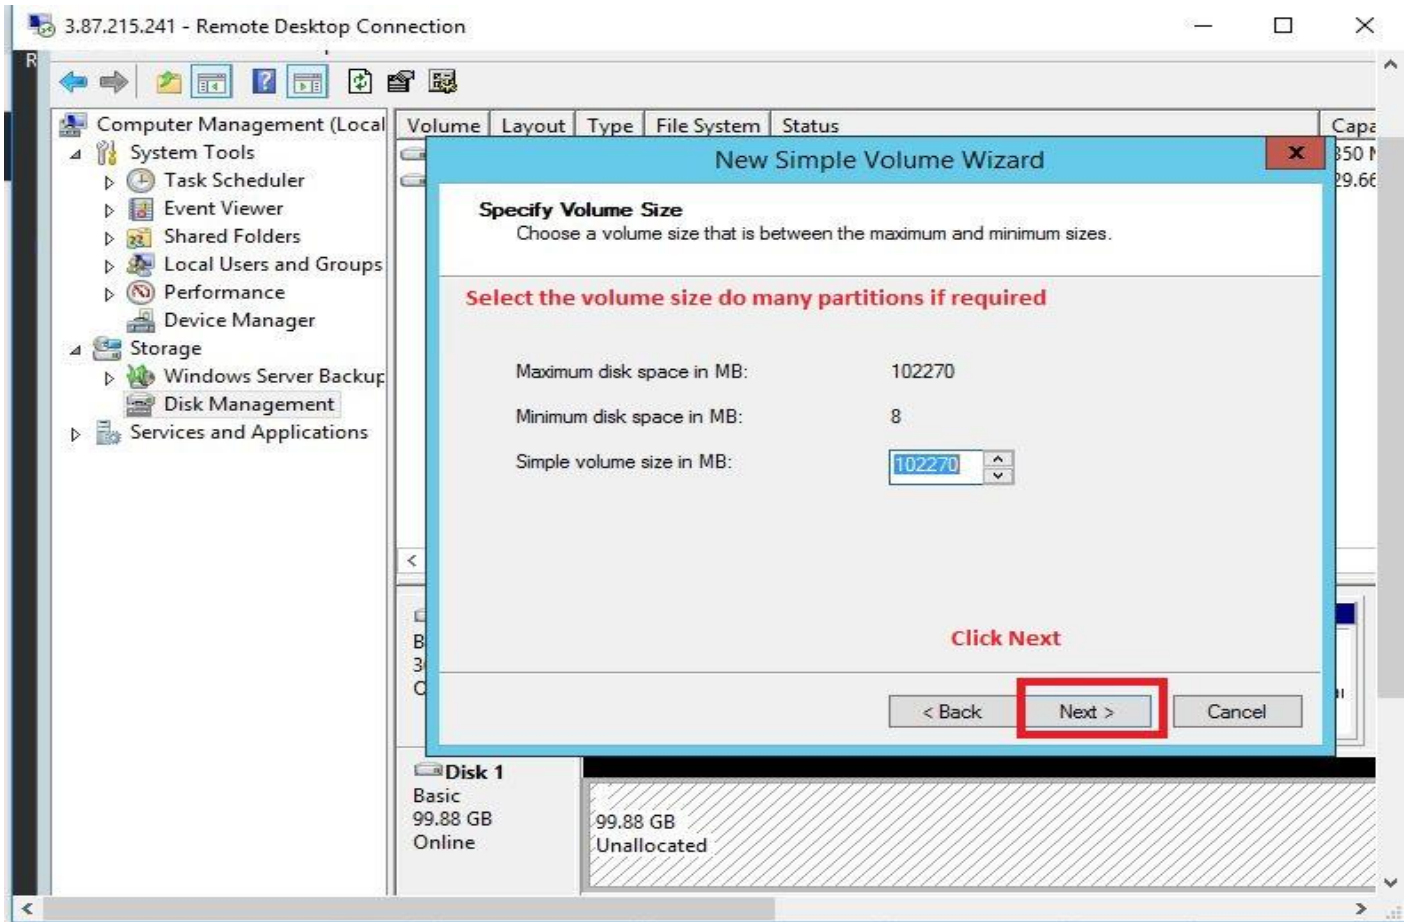 3.87.215.241 - Remote Desktop Connection
R
Computer Management (Local
System Tools
Task Scheduler
Event Viewer
Shared Folders
Local Users and Groups
Performance
Device Manager
Storage
Windows Server Backup
Disk Management
Services and Applications
Volume Layout Type File System Status Capa
350 M
29.66
New Simple Volume Wizard
Specify Volume Size
Choose a volume size that is between the maximum and minimum sizes.
Select the volume size do many partitions if required
Maximum disk space in MB: 102270
Minimum disk space in MB: 8
Simple volume size in MB: 102270
Click Next
< Back Next > Cancel
B
3
O
Disk 1
Basic
99.88 GB
Online
99.88 GB
Unallocated